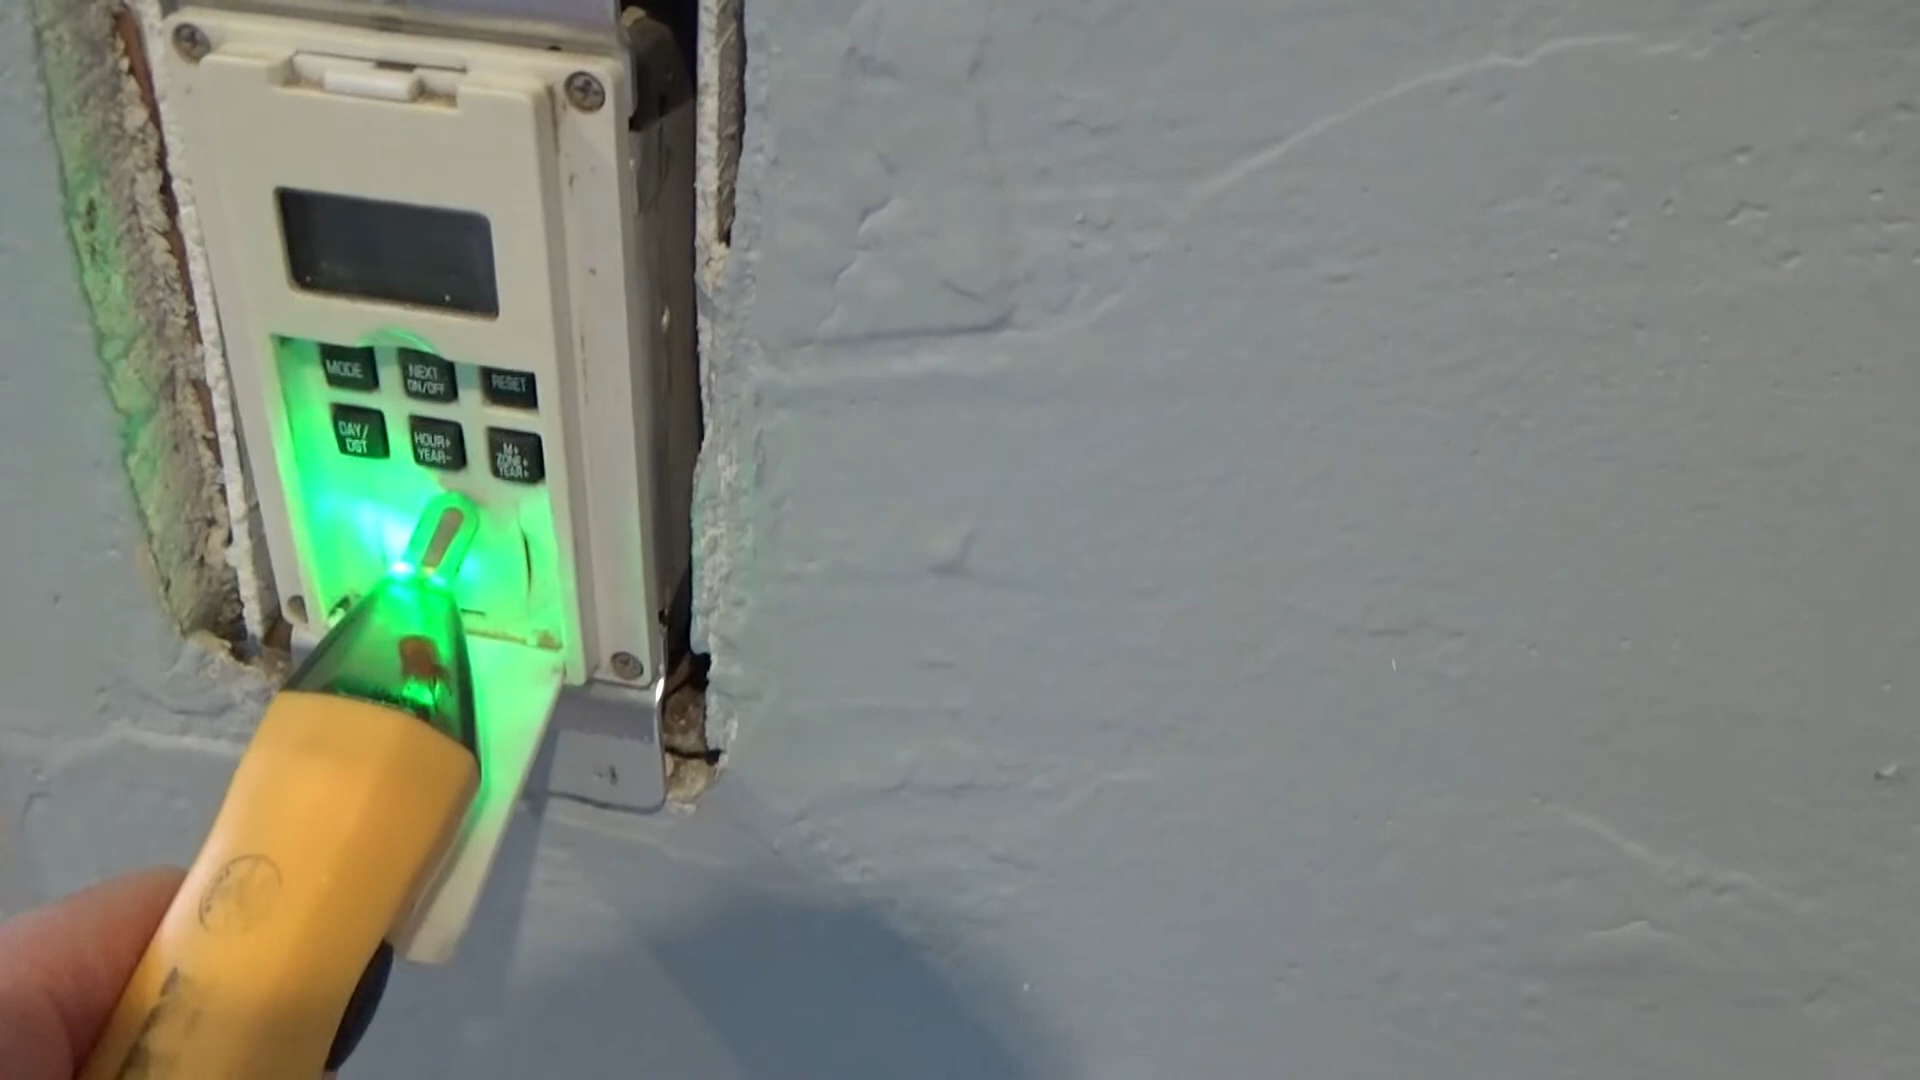 MODE
NEXT
ON/OFF
RESET
DAY/
DST
HOUR+
YEAR-
M+
ZONE+
YEAR+